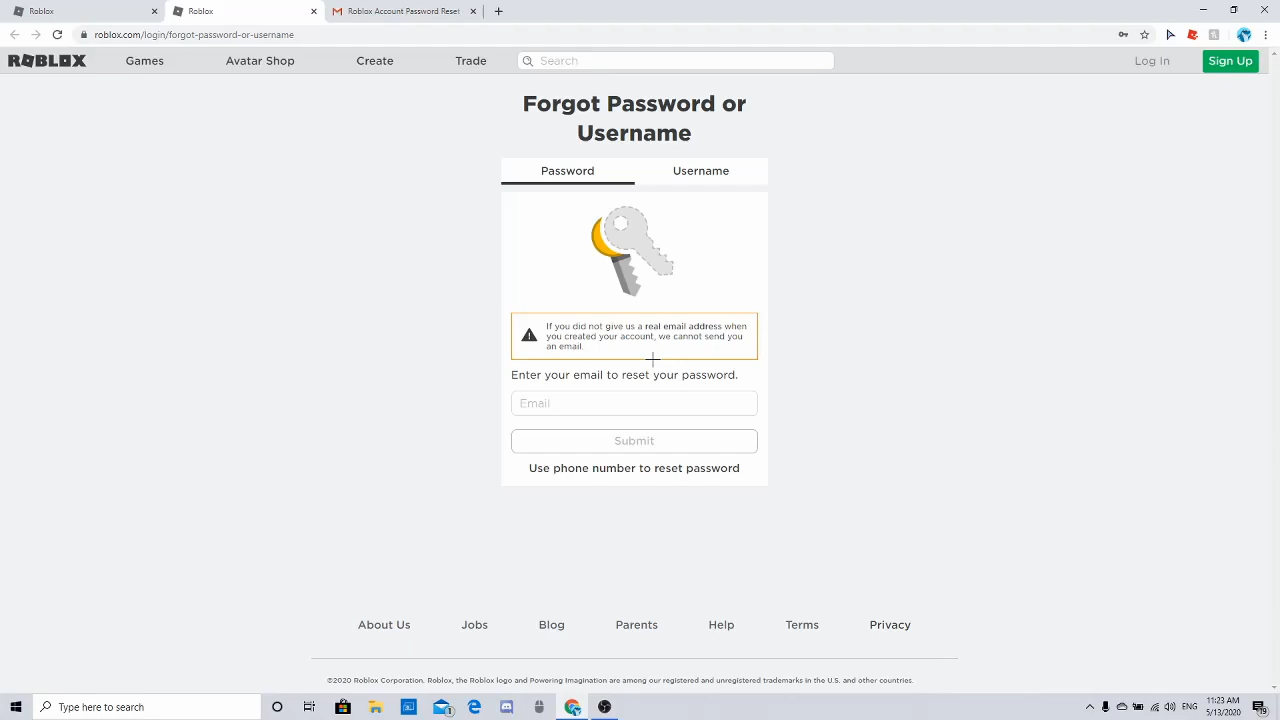 Roblox
Roblox
Roblox Account Password Reset
roblox.com/login/forgot-password-or-username
ROBLOX Games Avatar Shop Create Trade Search Log In Sign Up
Forgot Password or
Username
Password Username
If you did not give us a real email address when
you created your account, we cannot send you
an email.
Enter your email to reset your password.
Email
Submit
Use phone number to reset password
About Us Jobs Blog Parents Help Terms Privacy
©2020 Roblox Corporation. Roblox, the Roblox logo and Powering Imagination are among our registered and unregistered trademarks in the U.S. and other countries.
Type here to search
ENG
11:23 AM
5/13/2020
19